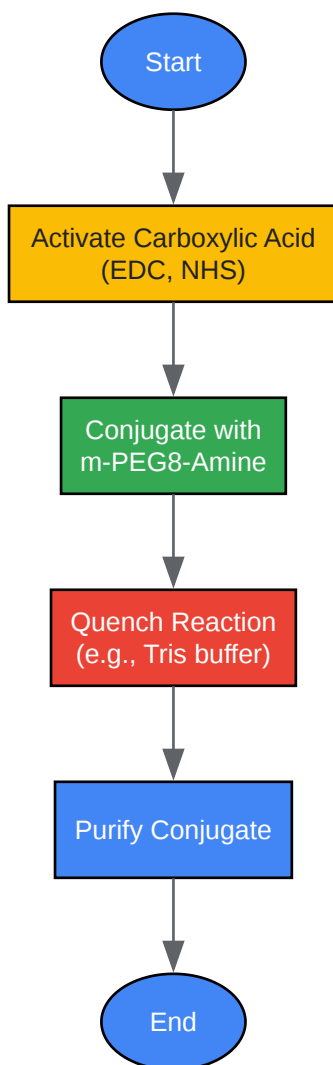 Start
Activate Carboxylic Acid
(EDC, NHS)
Conjugate with
m-PEG8-Amine
Quench Reaction
(e.g., Tris buffer)
Purify Conjugate
End